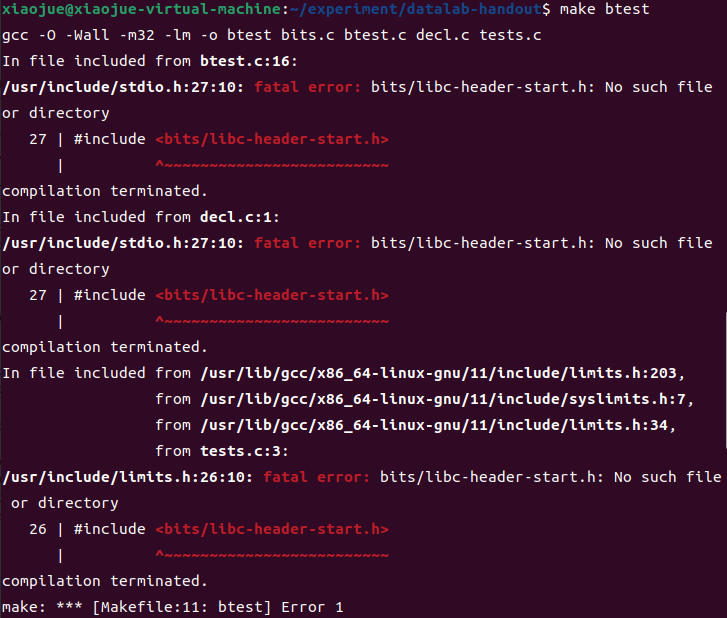 xiaojue@xiaojue-virtual-machine:~/experiment/datalab-handout$ make btest
gcc -O -Wall -m32 -lm -o btest bits.c btest.c decl.c tests.c
In file included from btest.c:16:
/usr/include/stdio.h:27:10: fatal error: bits/libc-header-start.h: No such file
or directory
   27 | #include <bits/libc-header-start.h>
      |          ^~~~~~~~~~~~~~~~~~~~~~~~~~
compilation terminated.
In file included from decl.c:1:
/usr/include/stdio.h:27:10: fatal error: bits/libc-header-start.h: No such file
or directory
   27 | #include <bits/libc-header-start.h>
      |          ^~~~~~~~~~~~~~~~~~~~~~~~~~
compilation terminated.
In file included from /usr/lib/gcc/x86_64-linux-gnu/11/include/limits.h:203,
                 from /usr/lib/gcc/x86_64-linux-gnu/11/include/syslimits.h:7,
                 from /usr/lib/gcc/x86_64-linux-gnu/11/include/limits.h:34,
                 from tests.c:3:
/usr/include/limits.h:26:10: fatal error: bits/libc-header-start.h: No such file
 or directory
   26 | #include <bits/libc-header-start.h>
      |          ^~~~~~~~~~~~~~~~~~~~~~~~~~
compilation terminated.
make: *** [Makefile:11: btest] Error 1